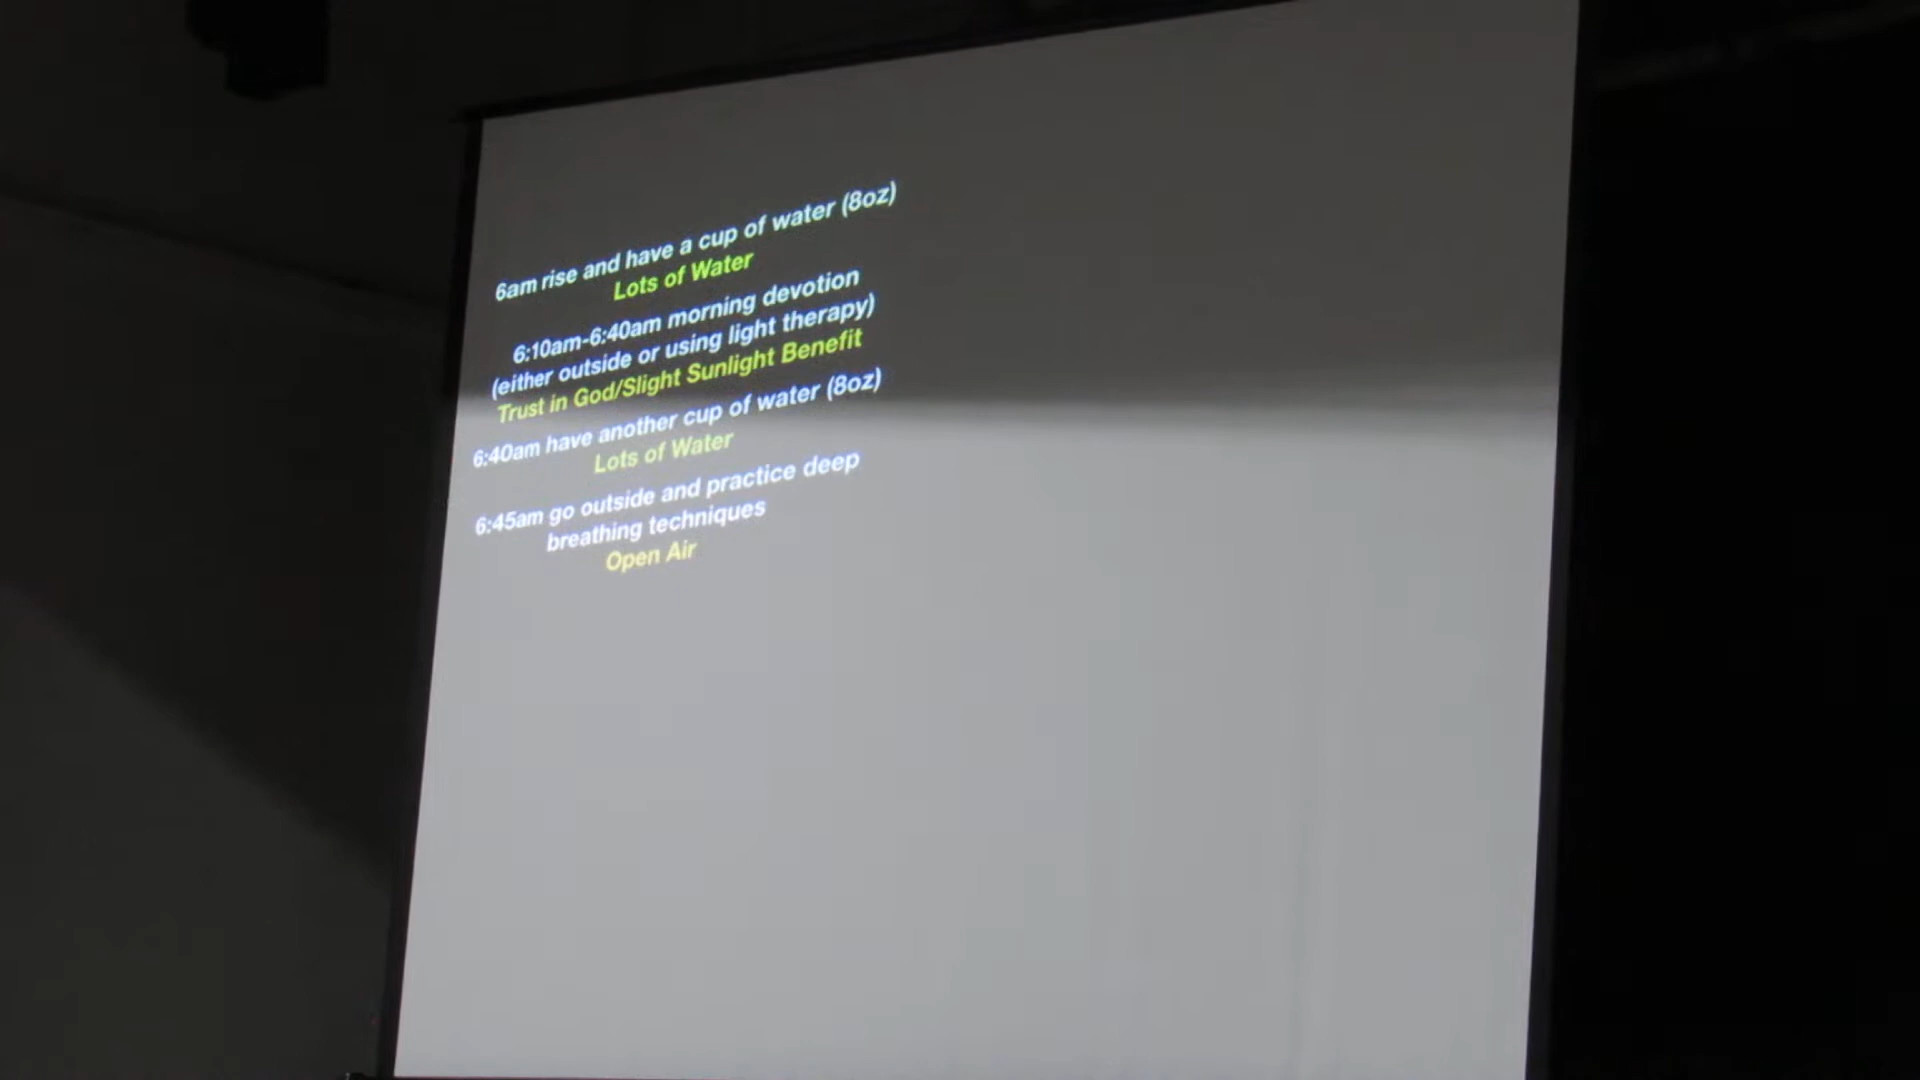 6am rise and have a cup of water (8oz)
Lots of Water
6:10am-6:40am morning devotion
(either outside or using light therapy)
Trust in God/Slight Sunlight Benefit
6:40am have another cup of water (8oz)
Lots of Water
6:45am go outside and practice deep
breathing techniques
Open Air